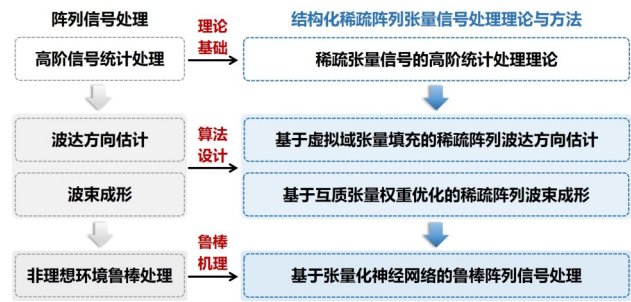 阵列信号处理
理论
基础
结构化稀疏阵列张量信号处理理论与方法
高阶信号统计处理
稀疏张量信号的高阶统计处理理论
波达方向估计
算法
设计
基于虚拟域张量填充的稀疏阵列波达方向估计
波束成形
基于互质张量权重优化的稀疏阵列波束成形
非理想环境鲁棒处理
鲁棒
机理
基于张量化神经网络的鲁棒阵列信号处理